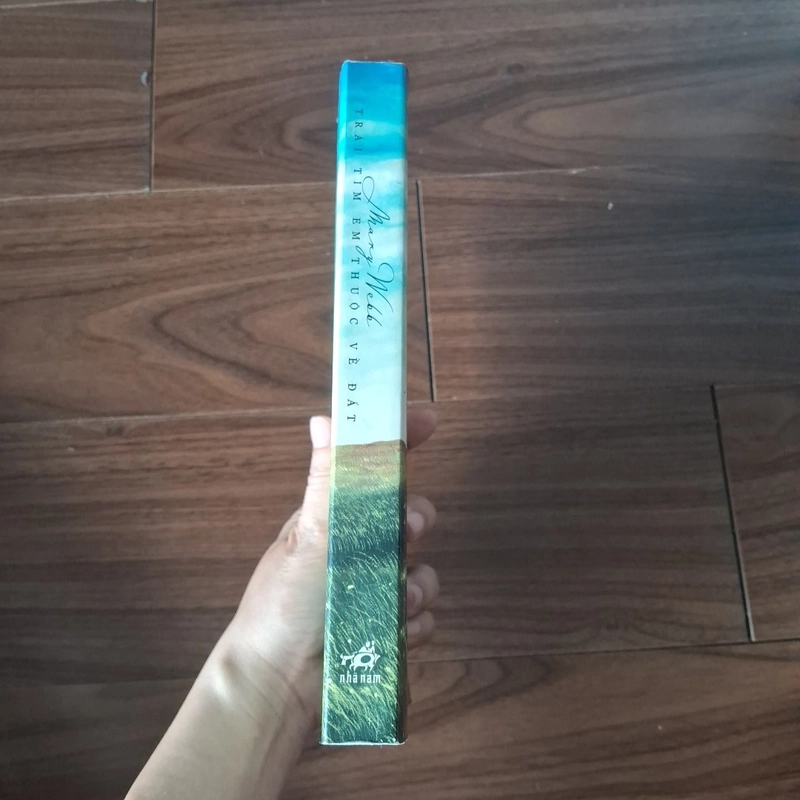 Mary Webb
TRÁI TIM EM THUỘC VỀ ĐẤT
nhã nam